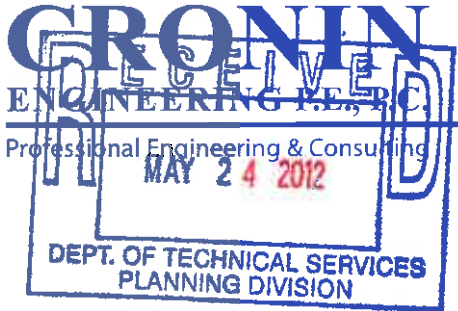 CRONIN
RECEIVED
ENGINEERING P.E., P.C.
Professional Engineering & Consulting
MAY 24 2012
DEPT. OF TECHNICAL SERVICES
PLANNING DIVISION